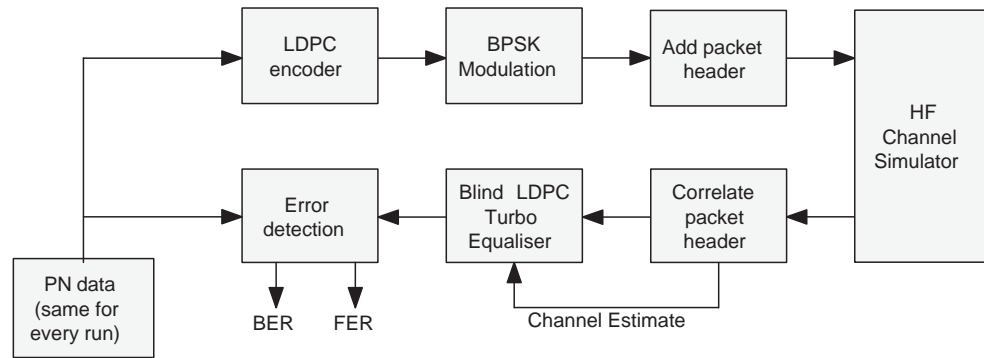 LDPC
encoder
BPSK
Modulation
Add packet
header
HF
Channel
Simulator
Error
detection
Blind LDPC
Turbo
Equaliser
Correlate
packet
header
PN data
(same for
every run)
BER
FER
Channel Estimate